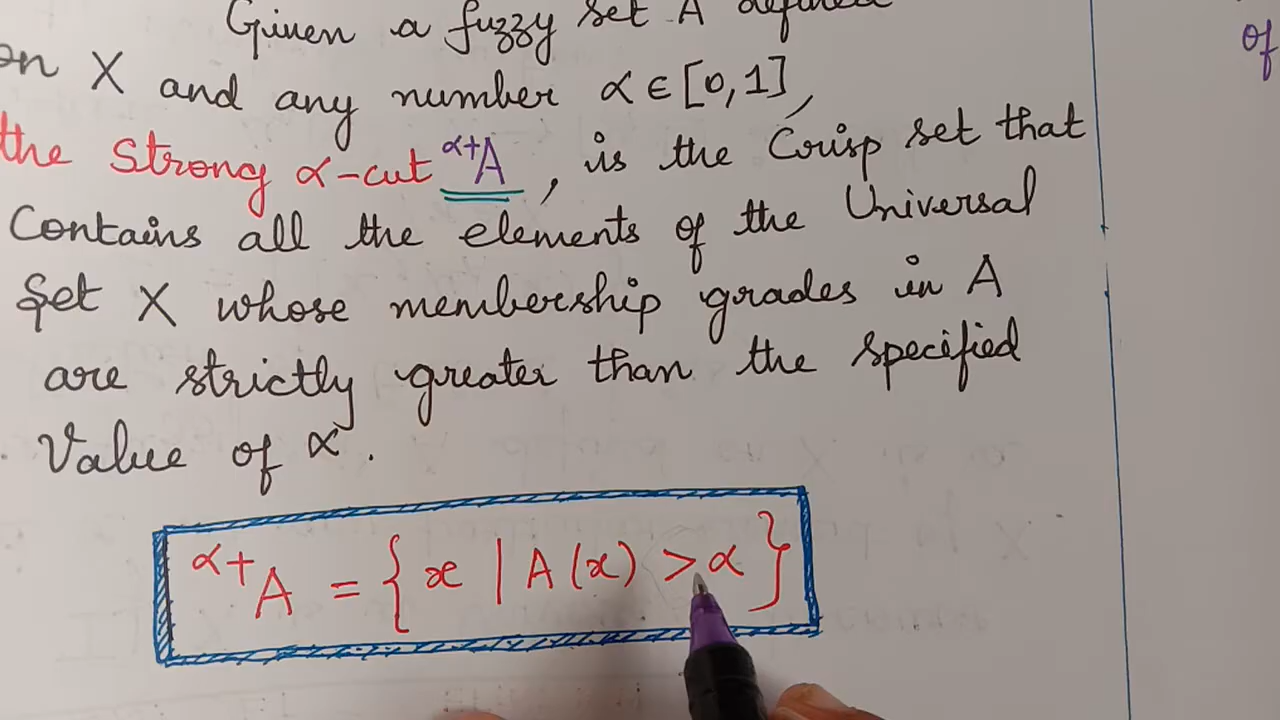 Given a fuzzy set A defined
on X and any number α ∈ [0,1],
the Strong α-cut ᵅ⁺A, is the Crisp set that
Contains all the elements of the Universal
Set X whose membership grades in A
are strictly greater than the specified
Value of α.
ᵅ⁺A = { x | A(x) > α }
of